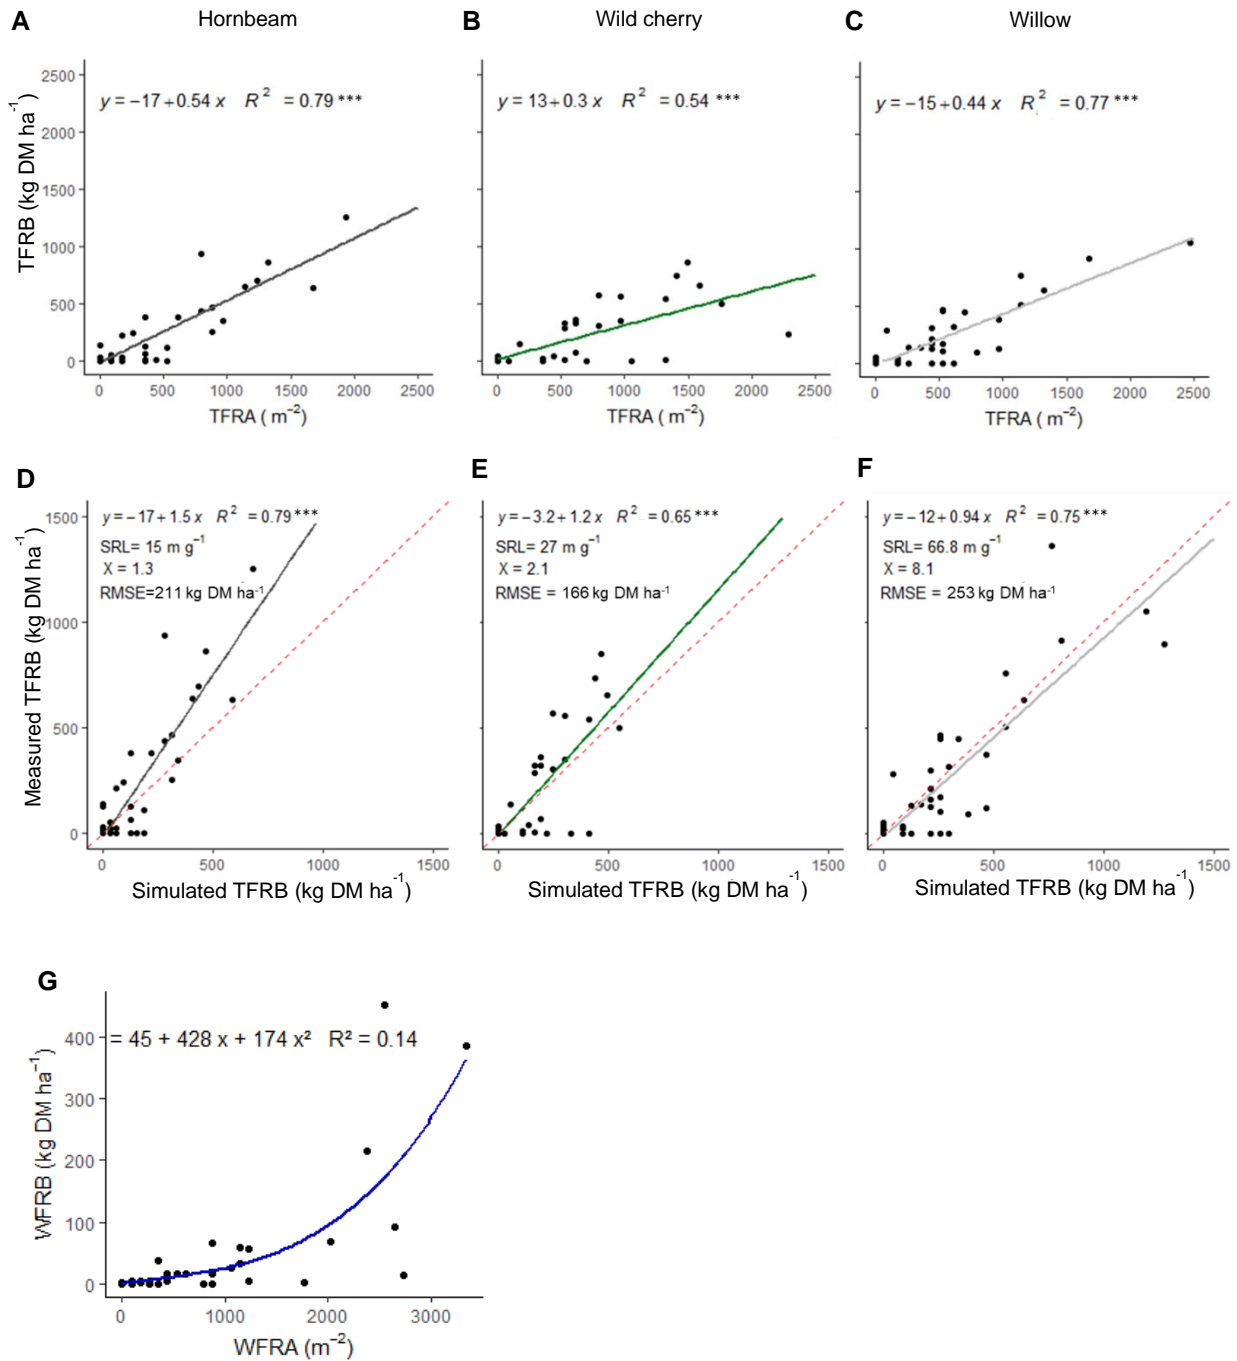 A Hornbeam
B Wild cherry
C Willow
y = −17+0.54 x R² = 0.79 ***
y = 13+0.3 x R² = 0.54 ***
y = −15+0.44 x R² = 0.77 ***
TFRB (kg DM ha⁻¹)
2500
2000
1500
1000
500
0
0 500 1000 1500 2000 2500
0 500 1000 1500 2000 2500
0 500 1000 1500 2000 2500
TFRA ( m⁻²)
TFRA ( m⁻²)
TFRA ( m⁻²)
D
E
F
Measured TFRB (kg DM ha⁻¹)
1500
1000
500
0
y = −17+1.5 x R² = 0.79 ***
SRL= 15 m g⁻¹
X = 1.3
RMSE=211 kg DM ha⁻¹
y = −3.2+1.2 x R² = 0.65 ***
SRL= 27 m g⁻¹
X = 2.1
RMSE = 166 kg DM ha⁻¹
y = −12+0.94 x R² = 0.75 ***
SRL= 66.8 m g⁻¹
X = 8.1
RMSE = 253 kg DM ha⁻¹
0 500 1000 1500
0 500 1000 1500
0 500 1000 1500
Simulated TFRB (kg DM ha⁻¹)
Simulated TFRB (kg DM ha⁻¹)
Simulated TFRB (kg DM ha⁻¹)
G
WFRB (kg DM ha⁻¹)
= 45 + 428 x + 174 x² R² = 0.14
400
300
200
100
0
0 1000 2000 3000
WFRA (m⁻²)